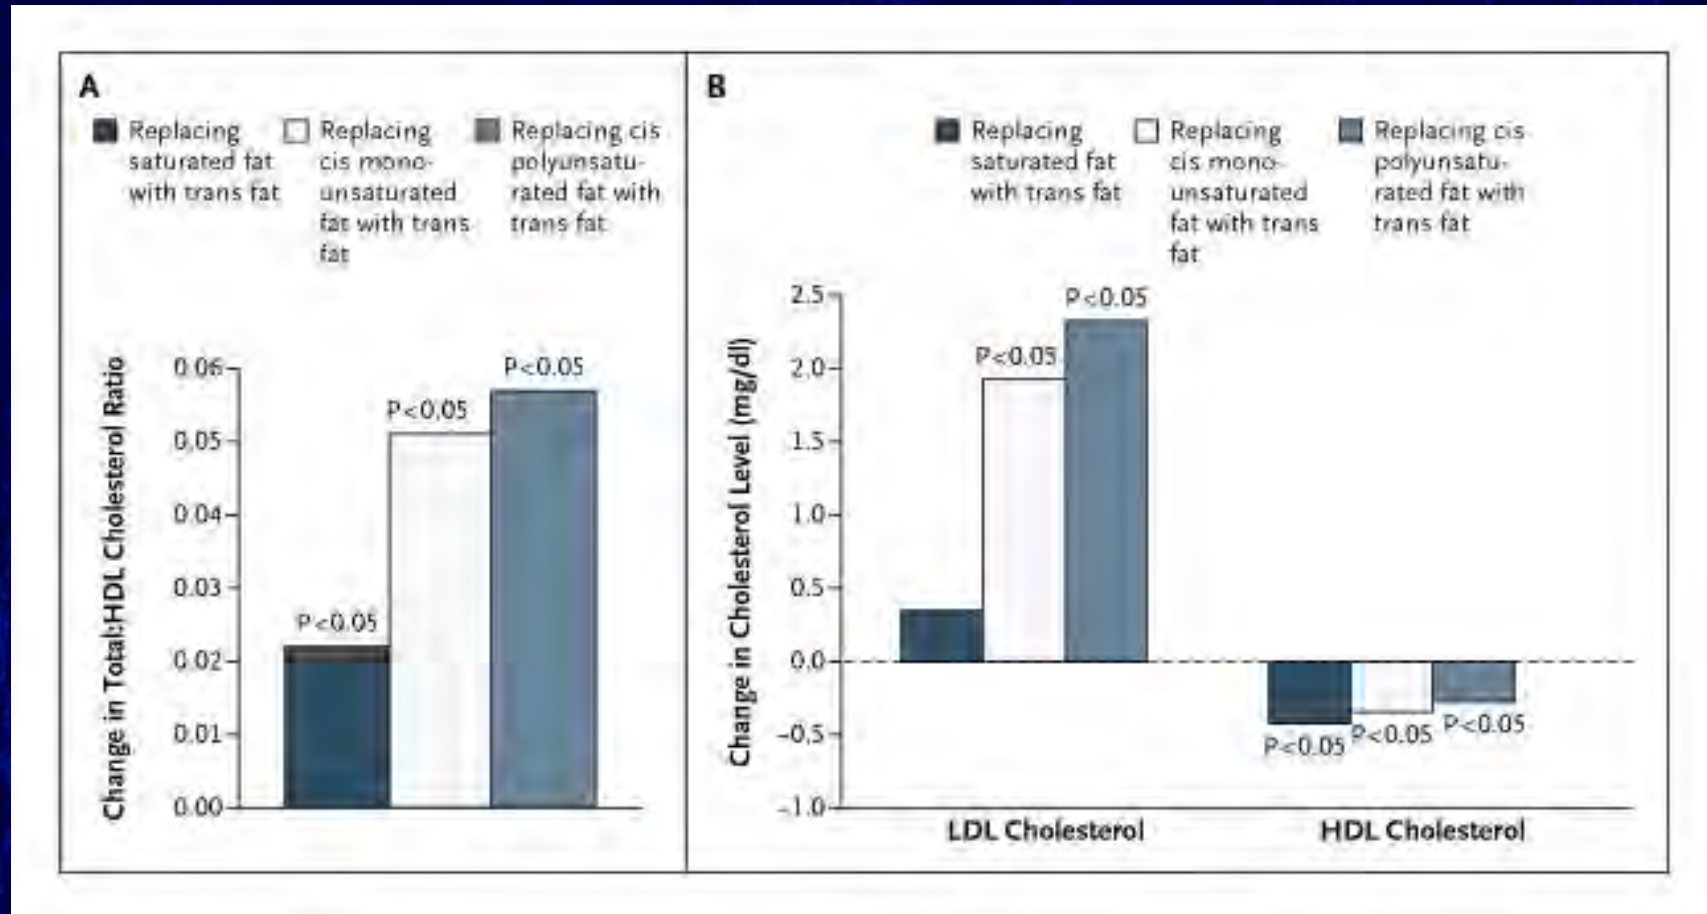 A
Replacing
saturated fat
with trans fat
Replacing
cis mono-
unsaturated
fat with trans
fat
Replacing cis
polyunsatu-
rated fat with
trans fat
Change in Total:HDL Cholesterol Ratio
0.06
0.05
0.04
0.03
0.02
0.01
0.00
P<0.05
P<0.05
P<0.05
B
Replacing
saturated fat
with trans fat
Replacing
cis mono-
unsaturated
fat with trans
fat
Replacing cis
polyunsatu-
rated fat with
trans fat
Change in Cholesterol Level (mg/dl)
2.5
2.0
1.5
1.0
0.5
0.0
-0.5
-1.0
P<0.05
P<0.05
P<0.05
P<0.05
P<0.05
LDL Cholesterol
HDL Cholesterol